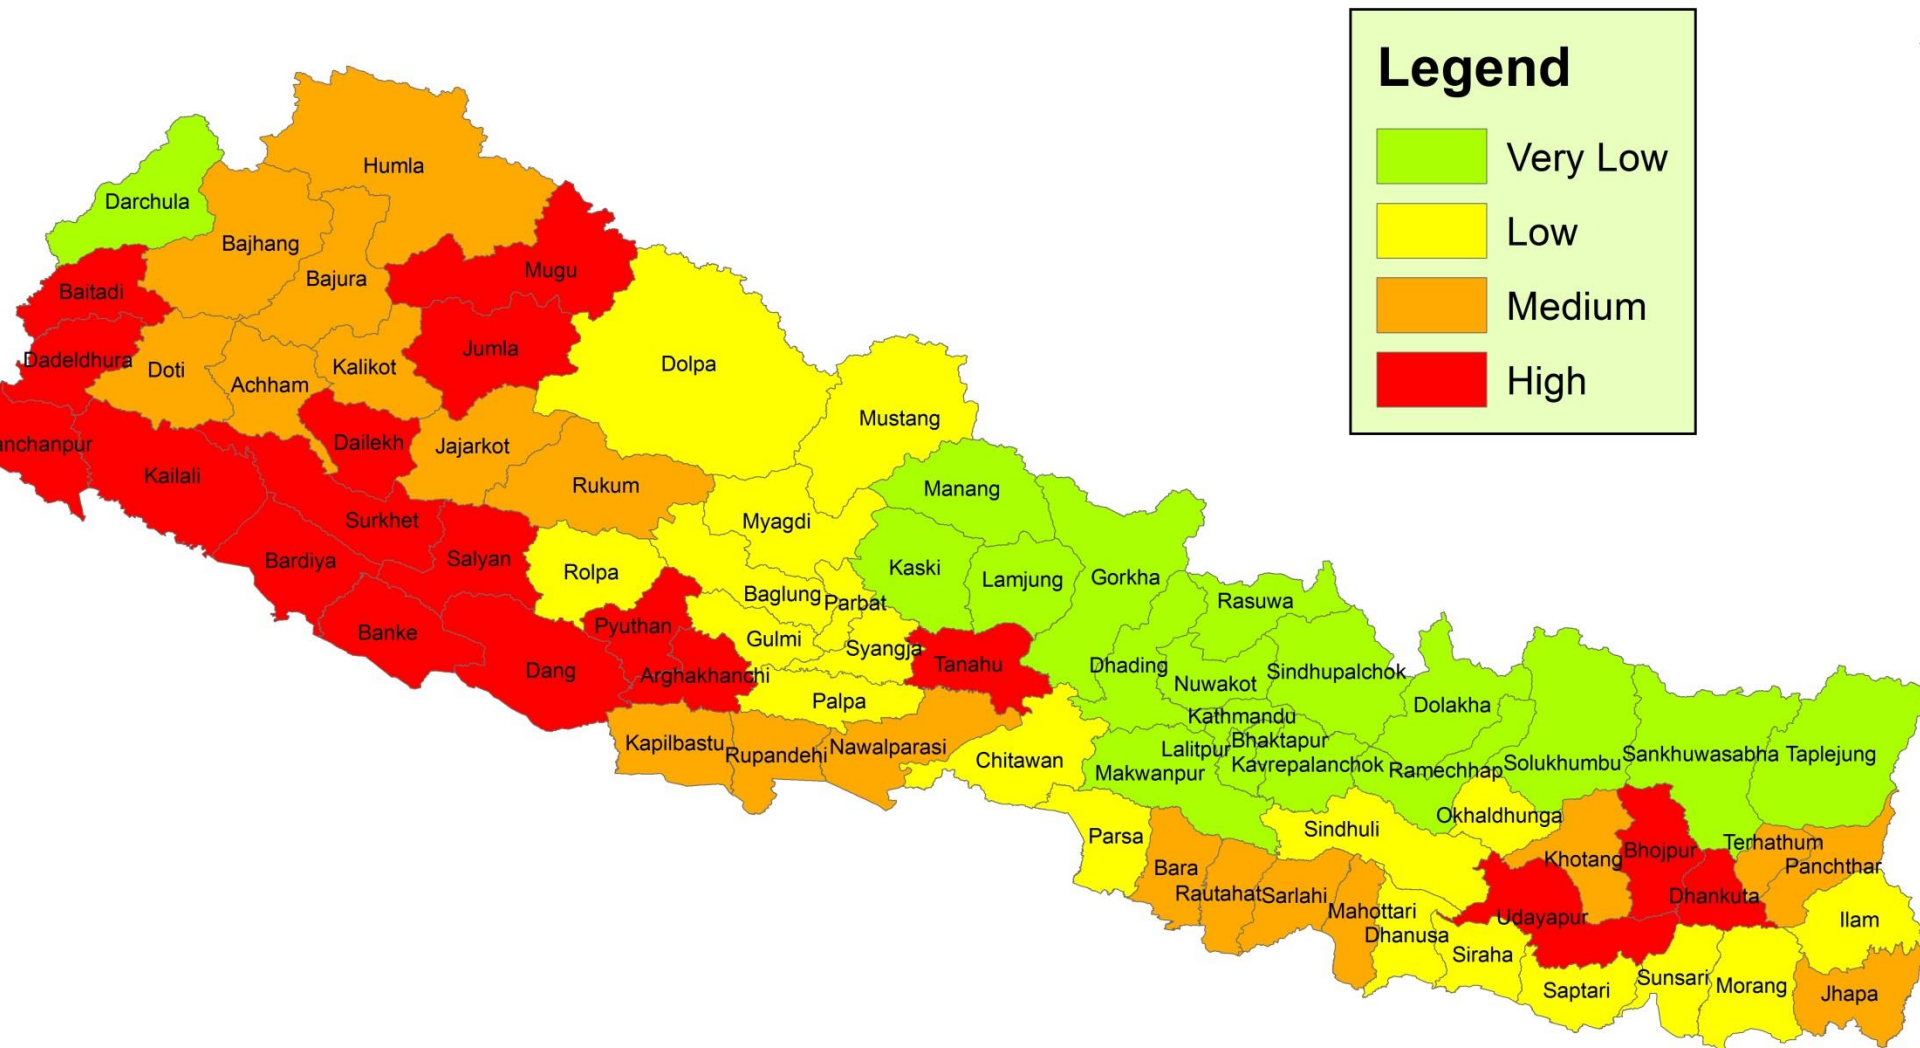 Legend
Very Low
Low
Medium
High
Humla
Darchula
Bajhang
Mugu
Bajura
Baitadi
Jumla
Dadeldhura
Dolpa
Kalikot
Doti
Achham
Mustang
Dailekh
anchanpur
Jajarkot
Kailali
Rukum
Manang
Surkhet
Myagdi
Salyan
Bardiya
Kaski
Rolpa
Gorkha
Lamjung
Baglung
Rasuwa
Parbat
Pyuthan
Banke
Gulmi
Syangja
Tanahu
Dhading
Dang
Sindhupalchok
Arghakhanchi
Nuwakot
Palpa
Dolakha
Kathmandu
Bhaktapur
Kapilbastu
Nawalparasi
Lalitpur
Rupandehi
Sankhuwasabha
Taplejung
Chitawan
Solukhumbu
Kavrepalanchok
Ramechhap
Makwanpur
Okhaldhunga
Sindhuli
Parsa
Terhathum
Bhojpur
Khotang
Panchthar
Bara
Rautahat
Sarlahi
Dhankuta
Mahottari
Udayapur
Ilam
Dhanusa
Siraha
Sunsari
Morang
Saptari
Jhapa